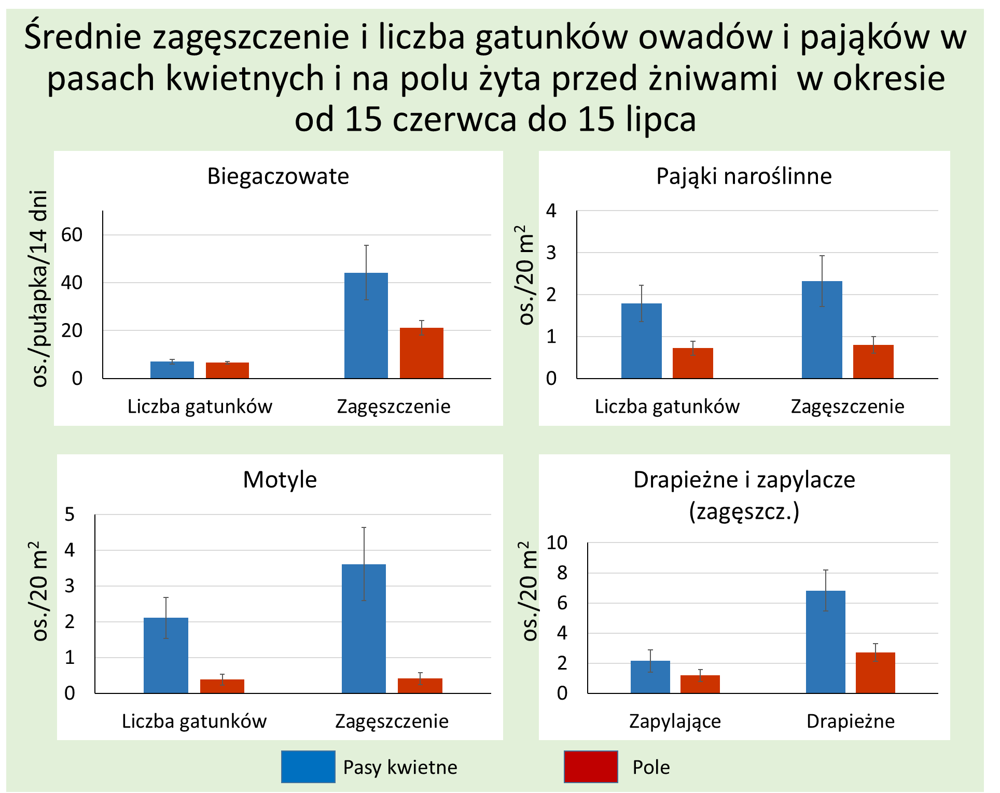 Średnie zagęszczenie i liczba gatunków owadów i pająków w
pasach kwietnych i na polu żyta przed żniwami w okresie
od 15 czerwca do 15 lipca
Biegaczowate
os./pułapka/14 dni
60
40
20
0
Liczba gatunków Zagęszczenie
Pająki naroślinne
os./20 m²
4
3
2
1
0
Liczba gatunków Zagęszczenie
Motyle
os./20 m²
5
4
3
2
1
0
Liczba gatunków Zagęszczenie
Drapieżne i zapylacze
(zagęszcz.)
os./20 m²
10
8
6
4
2
0
Zapylające Drapieżne
Pasy kwietne Pole